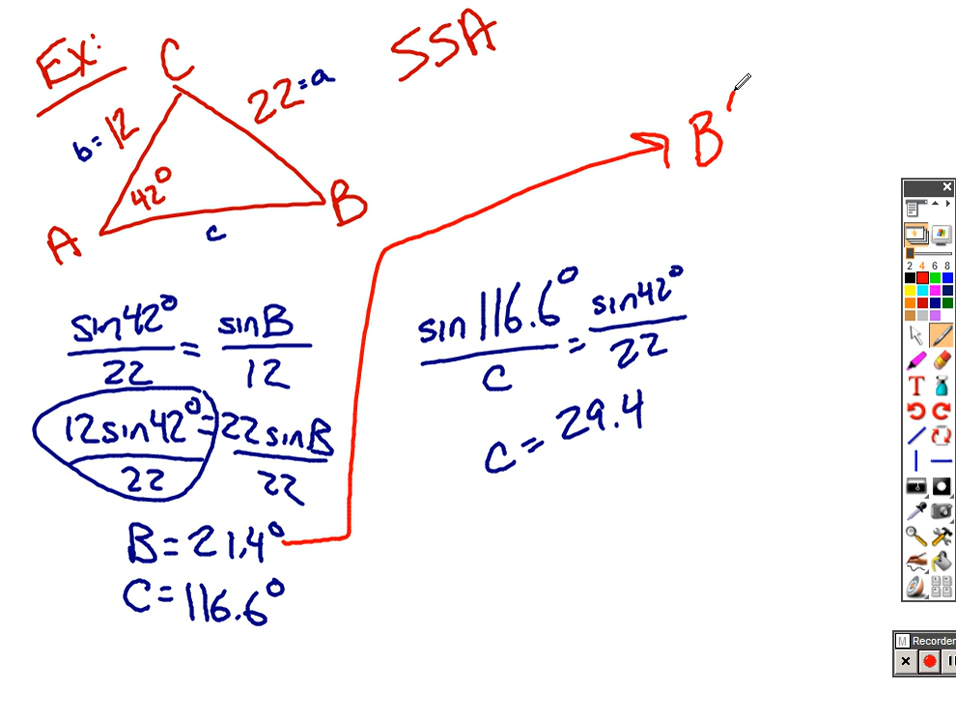 Ex:
SSA
C
b=12
22=a
42°
A
B
c
B'
sin42° / 22 = sinB / 12
12sin42° / 22 = 22sinB / 22
B=21.4°
C=116.6°
sin116.6° / c = sin42° / 22
c=29.4
2 4 6 8
T
M Recorder